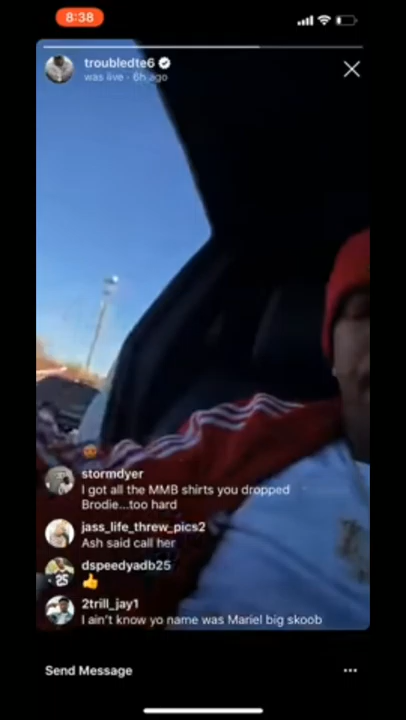 8:38
troubledte6
was live · 6h ago
stormdyer
I got all the MMB shirts you dropped
Brodie...too hard
jass_life_threw_pics2
Ash said call her
dspeedyadb25
👍
25
2trill_jay1
I ain't know yo name was Mariel big skoob
Send Message